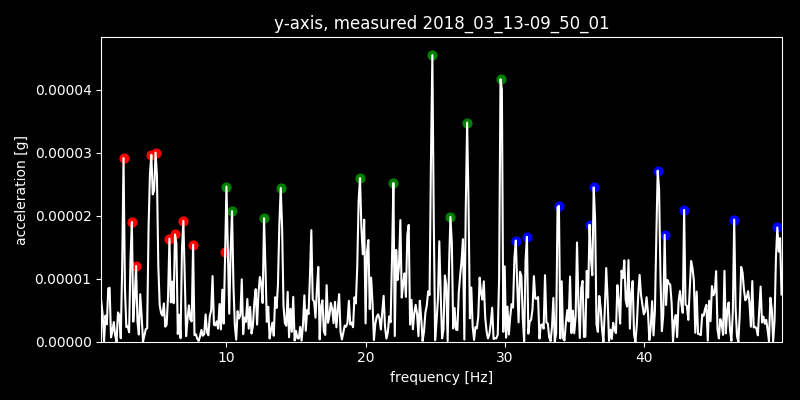 y-axis, measured 2018_03_13-09_50_01
acceleration [g]
0.00004
0.00003
0.00002
0.00001
0.00000
10 20 30 40
frequency [Hz]